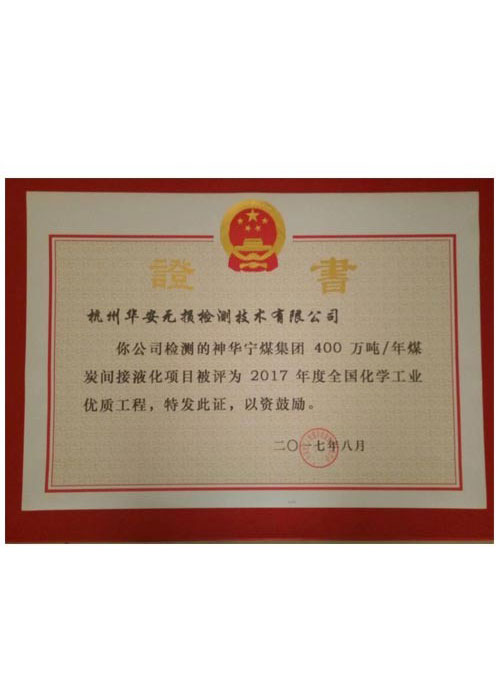 證書
杭州华安无损检测技术有限公司
你公司检测的神华宁煤集团 400 万吨/年煤
炭间接液化项目被评为 2017 年度全国化学工业
优质工程，特发此证，以资鼓励。
二〇一七年八月